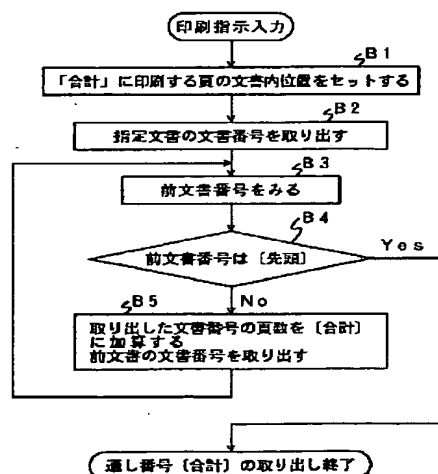 印刷指示入力
B1
「合計」に印刷する頁の文書内位置をセットする
B2
指定文書の文書番号を取り出す
B3
前文書番号をみる
B4
前文書番号は〔先頭〕
Yes
No
B5
取り出した文書番号の頁数を〔合計〕
に加算する
前文書の文書番号を取り出す
通し番号〔合計〕の取り出し終了